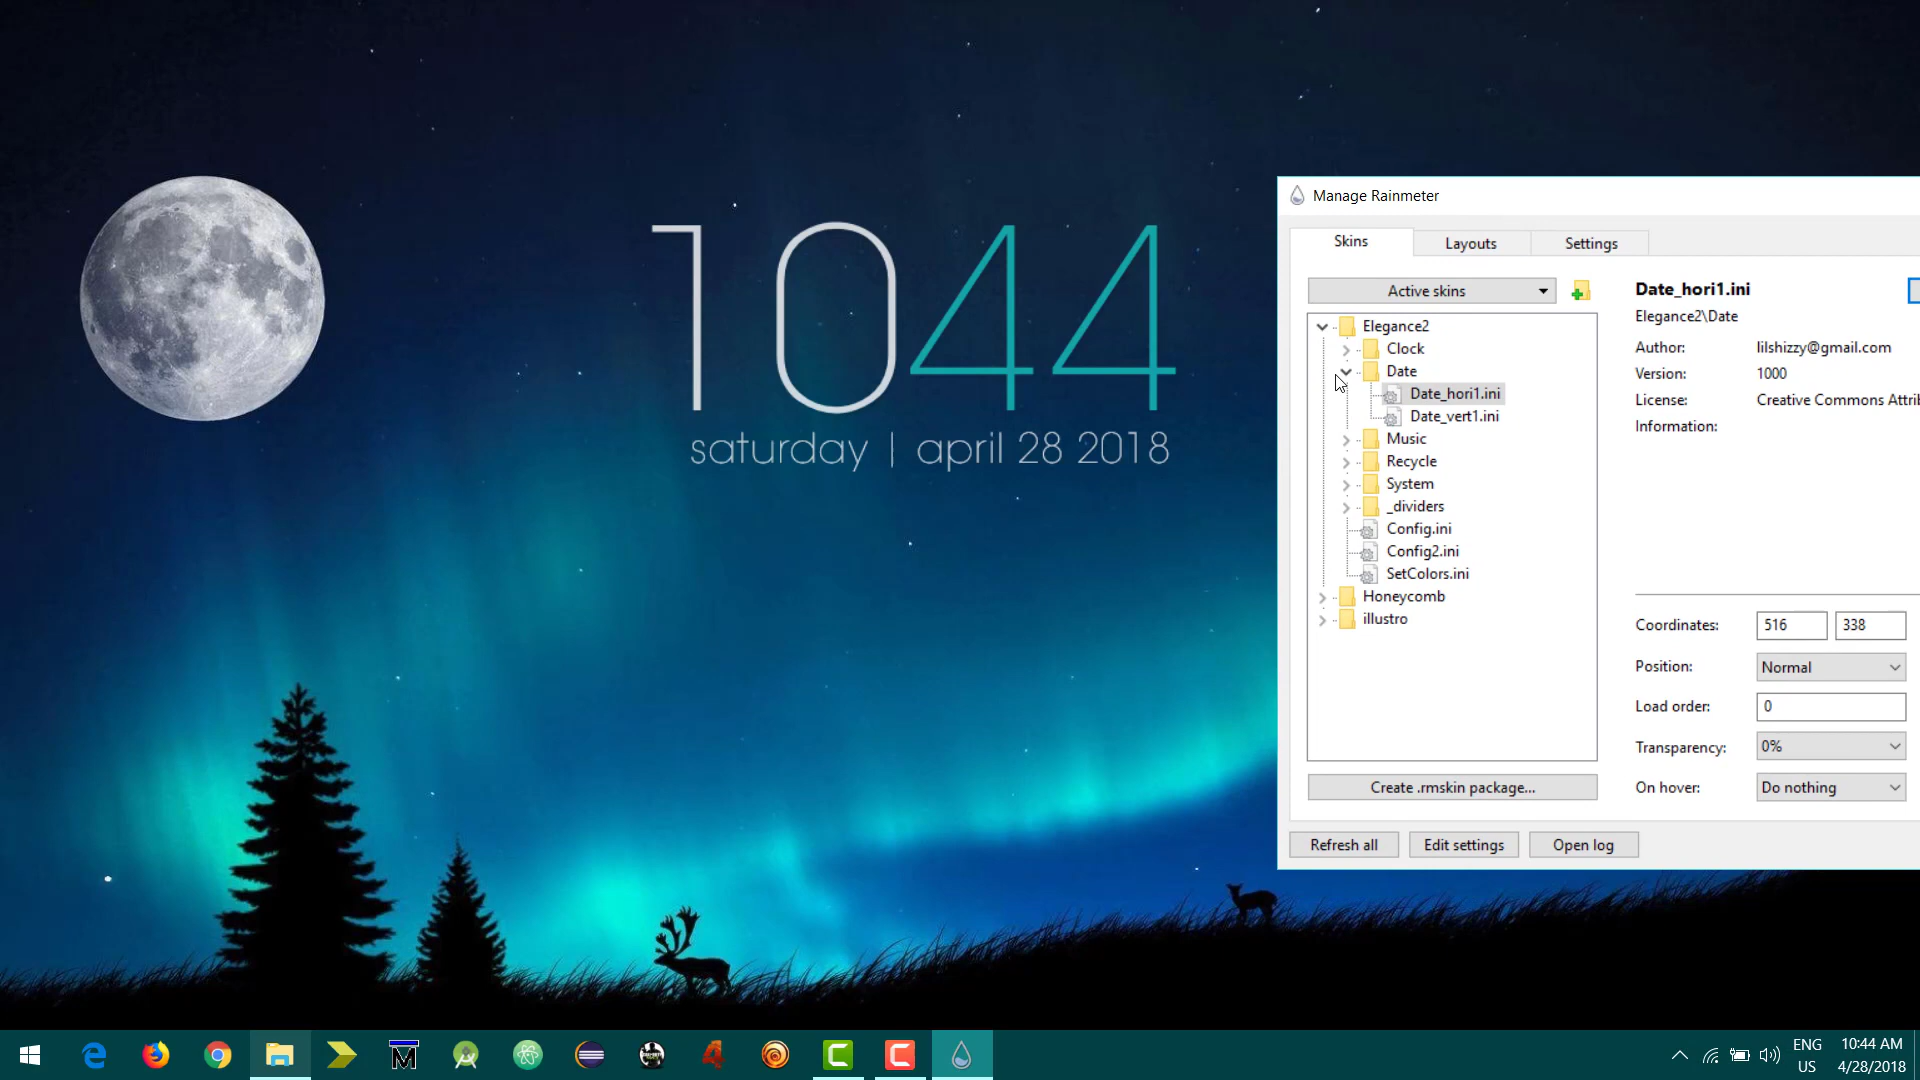 1044
saturday | april 28 2018
Manage Rainmeter
Skins
Layouts
Settings
Active skins
Elegance2
Clock
Date
Date_hori1.ini
Date_vert1.ini
Music
Recycle
System
_dividers
Config.ini
Config2.ini
SetColors.ini
Honeycomb
illustro
Create .rmskin package...
Refresh all
Edit settings
Open log
Date_hori1.ini
Elegance2\Date
Author: lilshizzy@gmail.com
Version: 1000
License: Creative Commons Attri
Information:
Coordinates: 516 338
Position: Normal
Load order: 0
Transparency: 0%
On hover: Do nothing
ENG
US
10:44 AM
4/28/2018